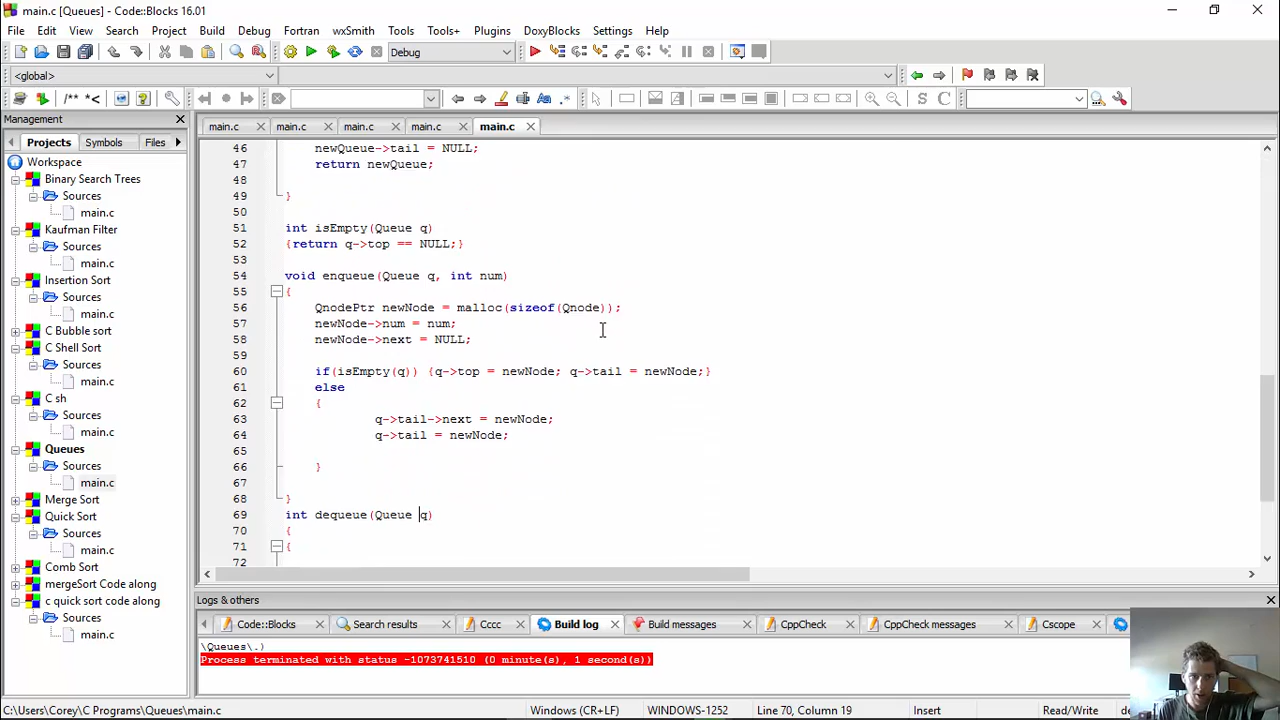 main.c [Queues] - Code::Blocks 16.01
File Edit View Search Project Build Debug Fortran wxSmith Tools Tools+ Plugins DoxyBlocks Settings Help
Debug
<global>
/** *<
S C
Management
main.c main.c main.c main.c main.c
Projects Symbols Files
Workspace
Binary Search Trees
Sources
main.c
Kaufman Filter
Sources
main.c
Insertion Sort
Sources
main.c
C Bubble sort
C Shell Sort
Sources
main.c
C sh
Sources
main.c
Queues
Sources
main.c
Merge Sort
Quick Sort
Sources
main.c
Comb Sort
mergeSort Code along
c quick sort code along
Sources
main.c
46 newQueue->tail = NULL;
47 return newQueue;
48
49 }
50
51 int isEmpty(Queue q)
52 {return q->top == NULL;}
53
54 void enqueue(Queue q, int num)
55 {
56 QnodePtr newNode = malloc(sizeof(Qnode));
57 newNode->num = num;
58 newNode->next = NULL;
59
60 if(isEmpty(q)) {q->top = newNode; q->tail = newNode;}
61 else
62 {
63 q->tail->next = newNode;
64 q->tail = newNode;
65
66 }
67
68 }
69 int dequeue(Queue q)
70 {
71 {
72
Logs & others
Code::Blocks Search results Cccc Build log Build messages CppCheck CppCheck messages Cscope
\Queues\.)
Process terminated with status -1073741510 (0 minute(s), 1 second(s))
C:\Users\Corey\C Programs\Queues\main.c Windows (CR+LF) WINDOWS-1252 Line 70, Column 19 Insert Read/Write de